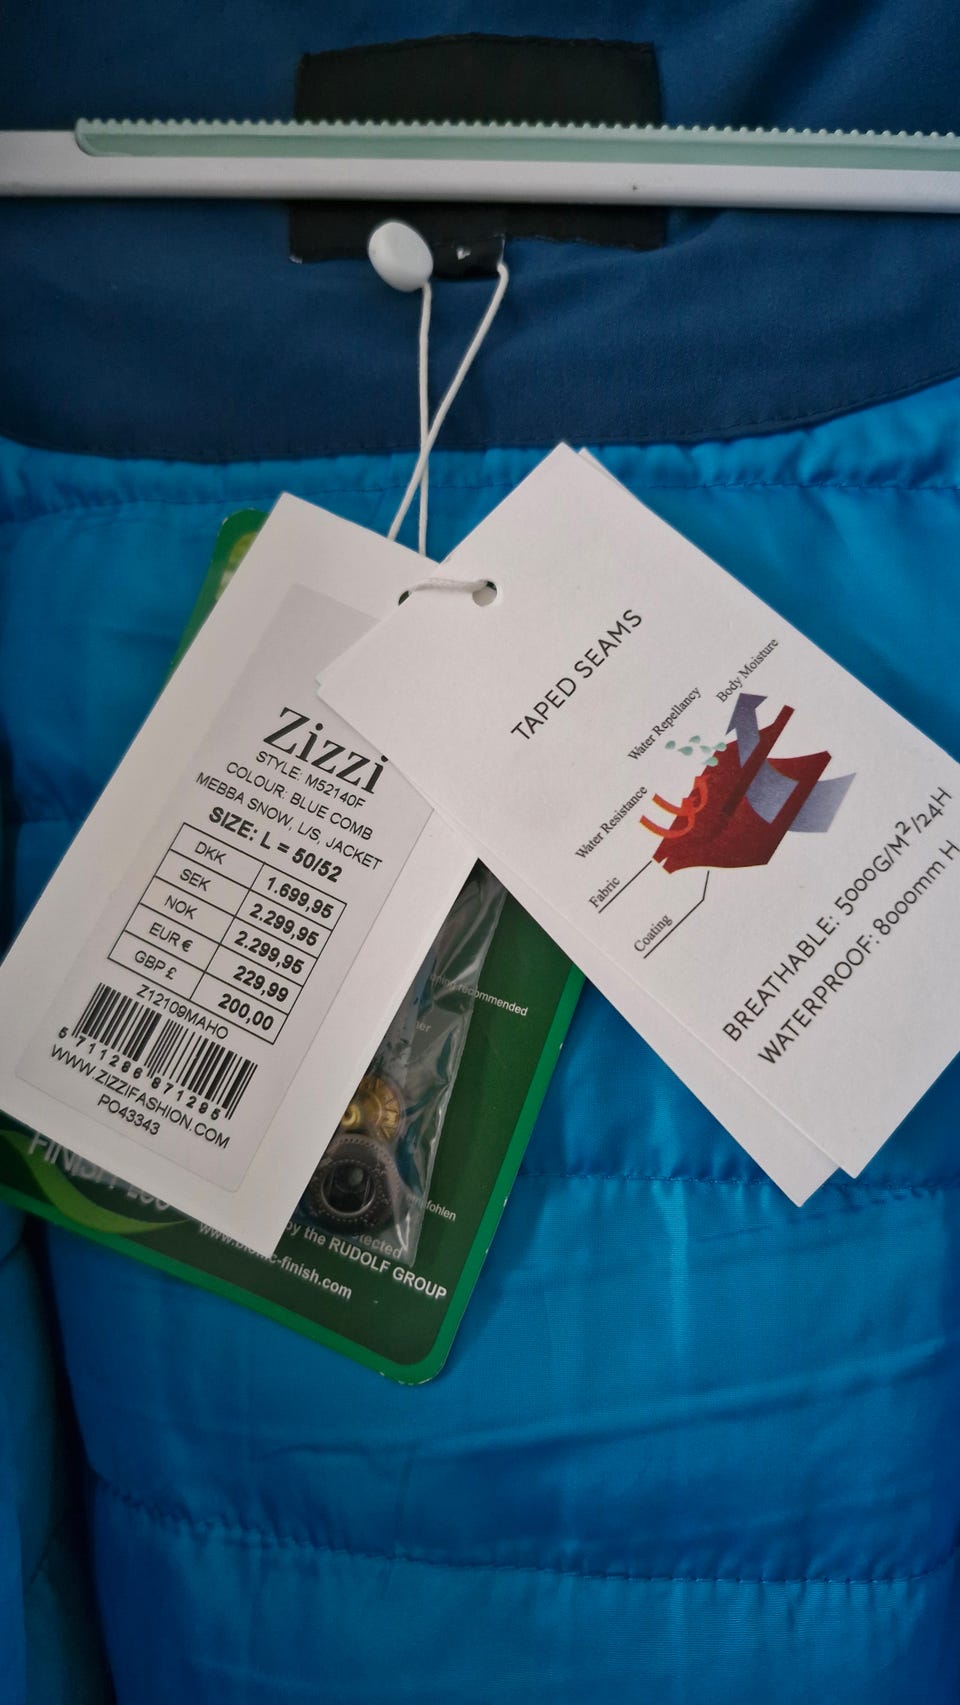 Zizzi
STYLE: M52140F
COLOUR: BLUE COMB
MEBBA SNOW, L/S, JACKET
SIZE: L = 50/52
DKK 1.699,95
SEK 2.299,95
NOK 2.299,95
EUR € 229,99
GBP £ 200,00
Z12109MAHO
5 711286 871295
WWW.ZIZZIFASHION.COM
PO43343
TAPED SEAMS
Body Moisture
Water Repellancy
Water Resistance
Fabric
Coating
BREATHABLE: 5000G/M²/24H
WATERPROOF: 8000mm H
recommended
by the RUDOLF GROUP
-finish.com